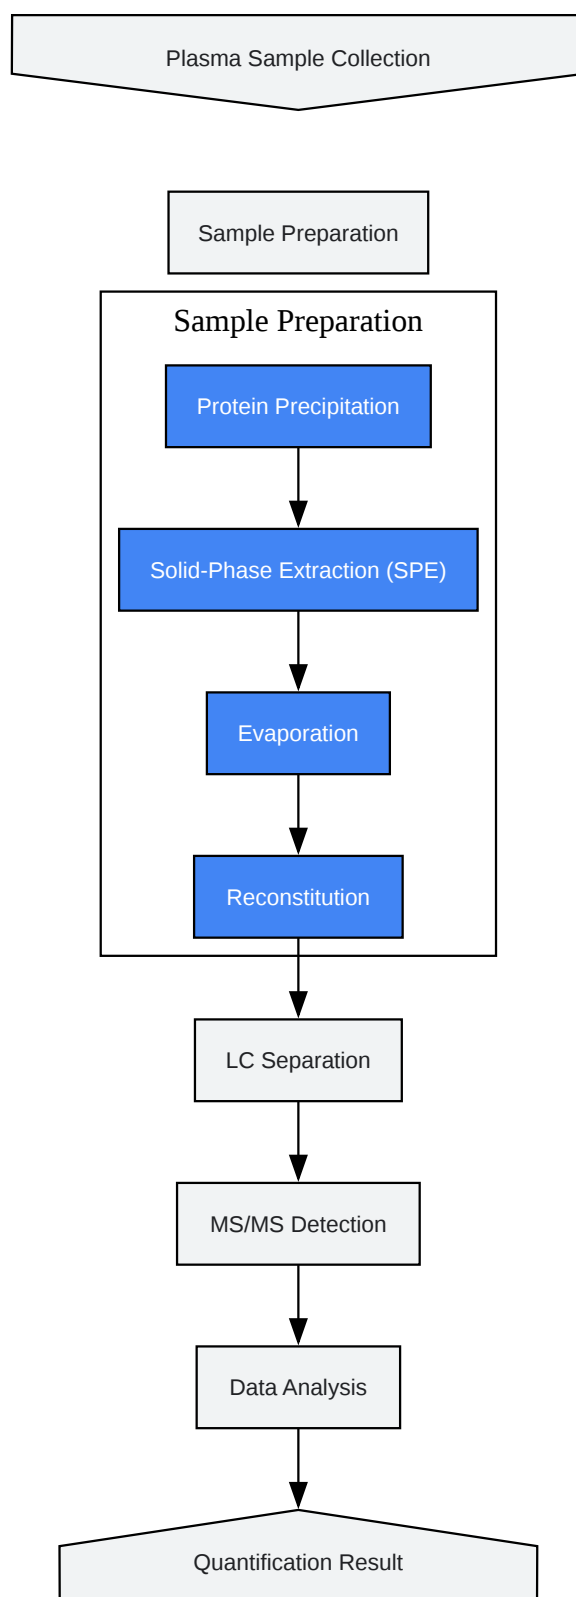 Plasma Sample Collection
Sample Preparation
Sample Preparation
Protein Precipitation
Solid-Phase Extraction (SPE)
Evaporation
Reconstitution
LC Separation
MS/MS Detection
Data Analysis
Quantification Result